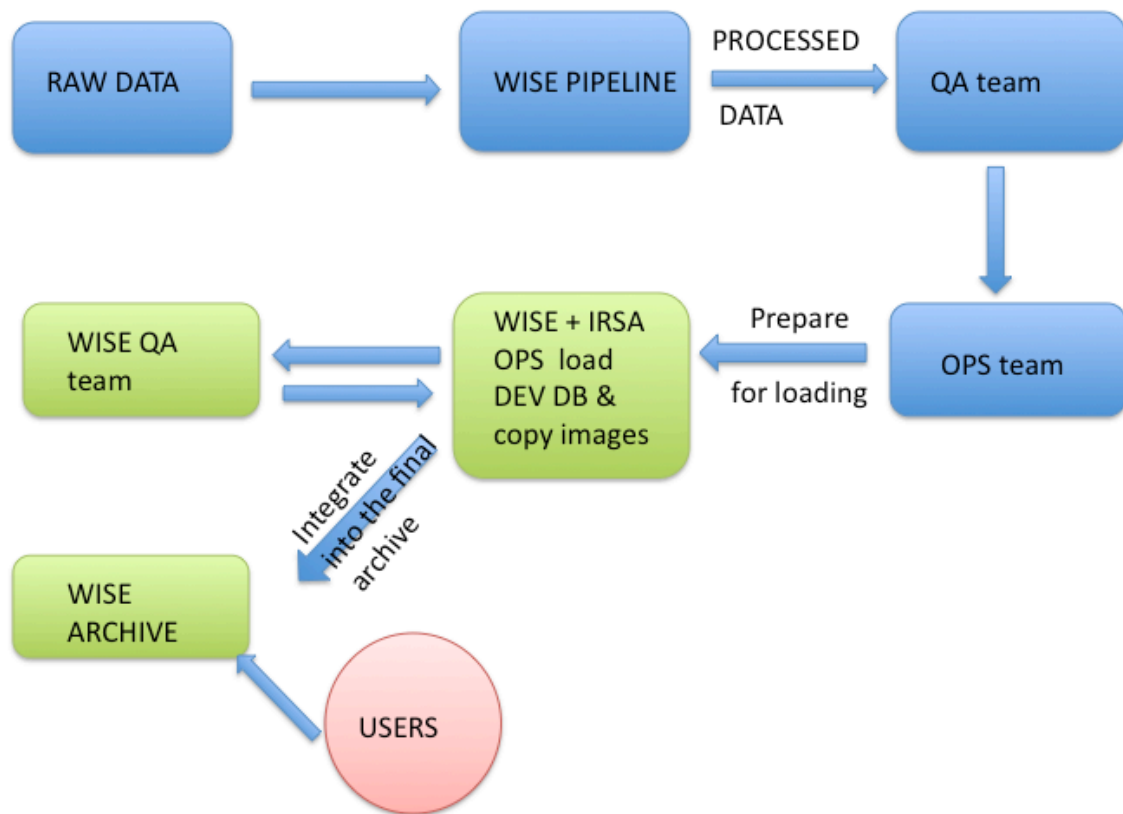 RAW DATA
WISE PIPELINE
PROCESSED
DATA
QA team
WISE QA
team
WISE + IRSA
OPS load
DEV DB &
copy images
Prepare
for loading
OPS team
Integrate
into the final
archive
WISE
ARCHIVE
USERS